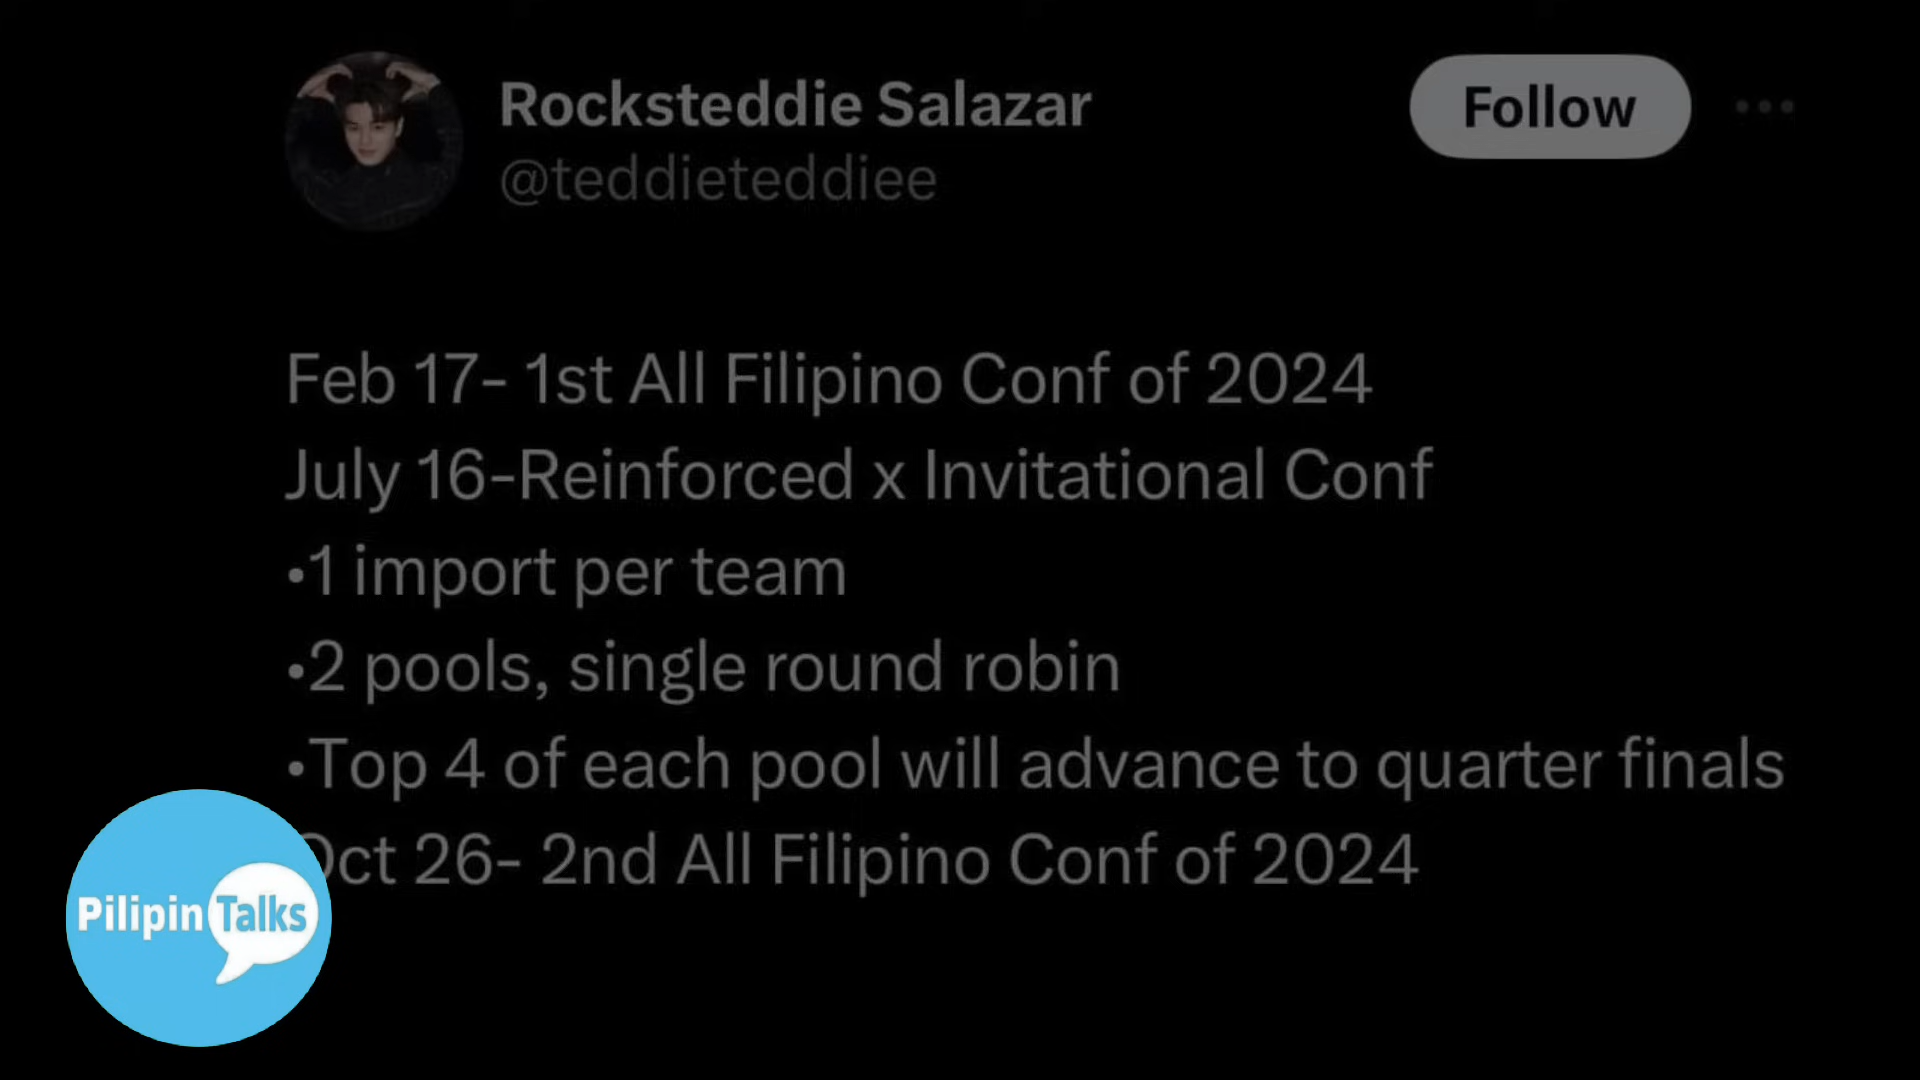 Rocksteddie Salazar
Follow
@teddieteddiee
Feb 17- 1st All Filipino Conf of 2024
July 16-Reinforced x Invitational Conf
•1 import per team
•2 pools, single round robin
•Top 4 of each pool will advance to quarter finals
Oct 26- 2nd All Filipino Conf of 2024
PilipinTalks